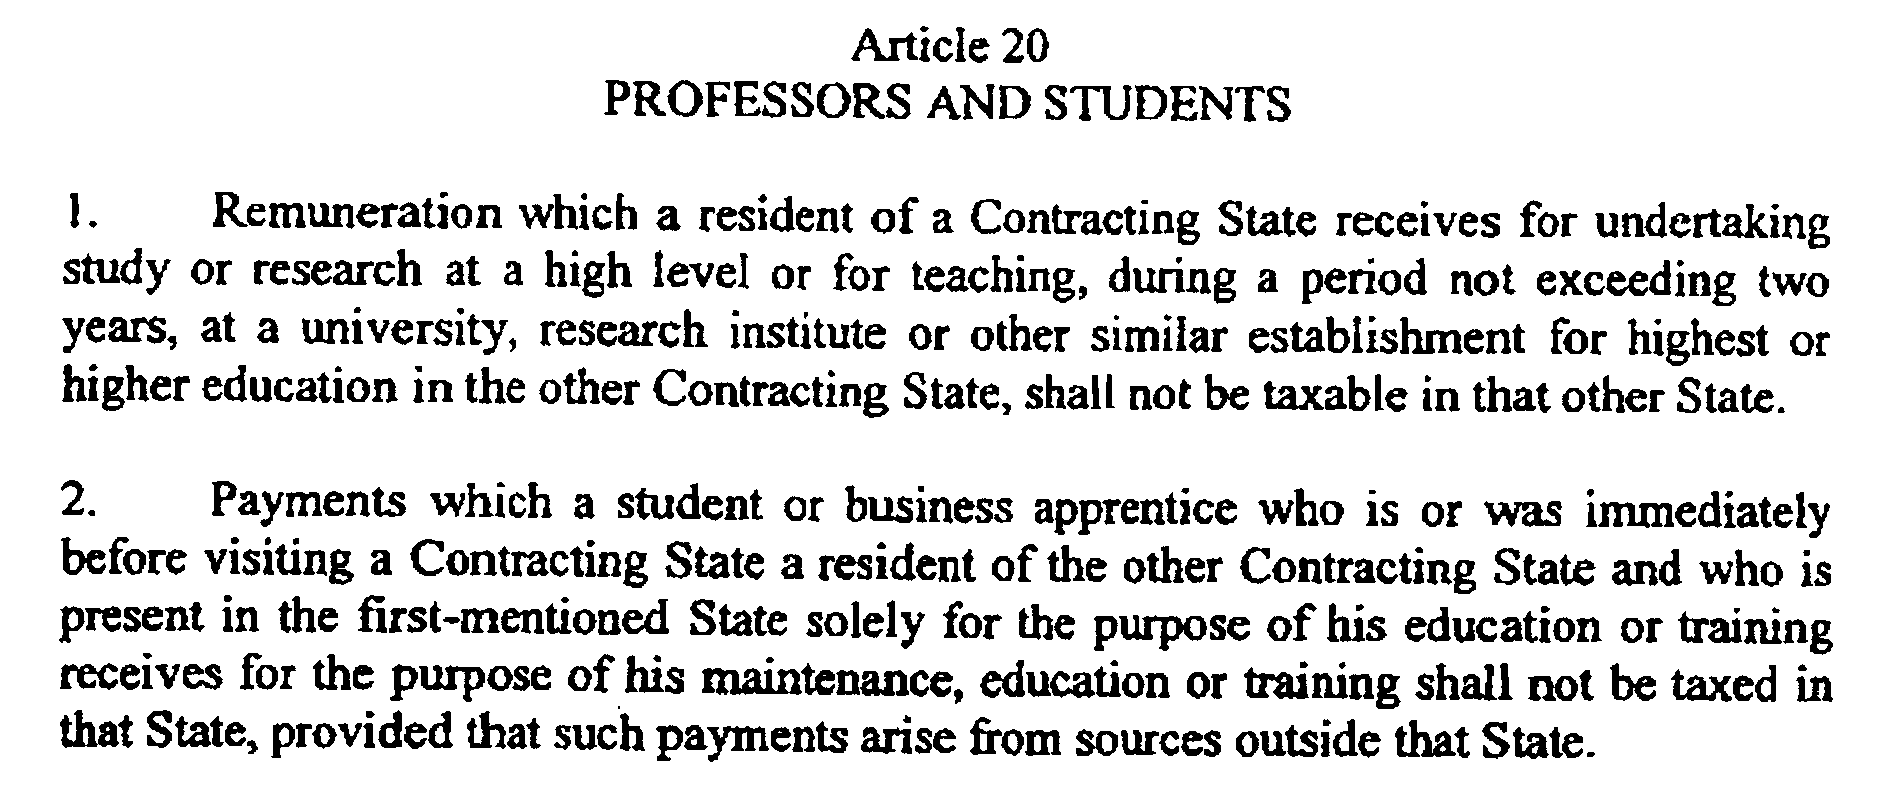 Article 20
PROFESSORS AND STUDENTS
1. Remuneration which a resident of a Contracting State receives for undertaking
study or research at a high level or for teaching, during a period not exceeding two
years, at a university, research institute or other similar establishment for highest or
higher education in the other Contracting State, shall not be taxable in that other State.
2. Payments which a student or business apprentice who is or was immediately
before visiting a Contracting State a resident of the other Contracting State and who is
present in the first-mentioned State solely for the purpose of his education or training
receives for the purpose of his maintenance, education or training shall not be taxed in
that State, provided that such payments arise from sources outside that State.